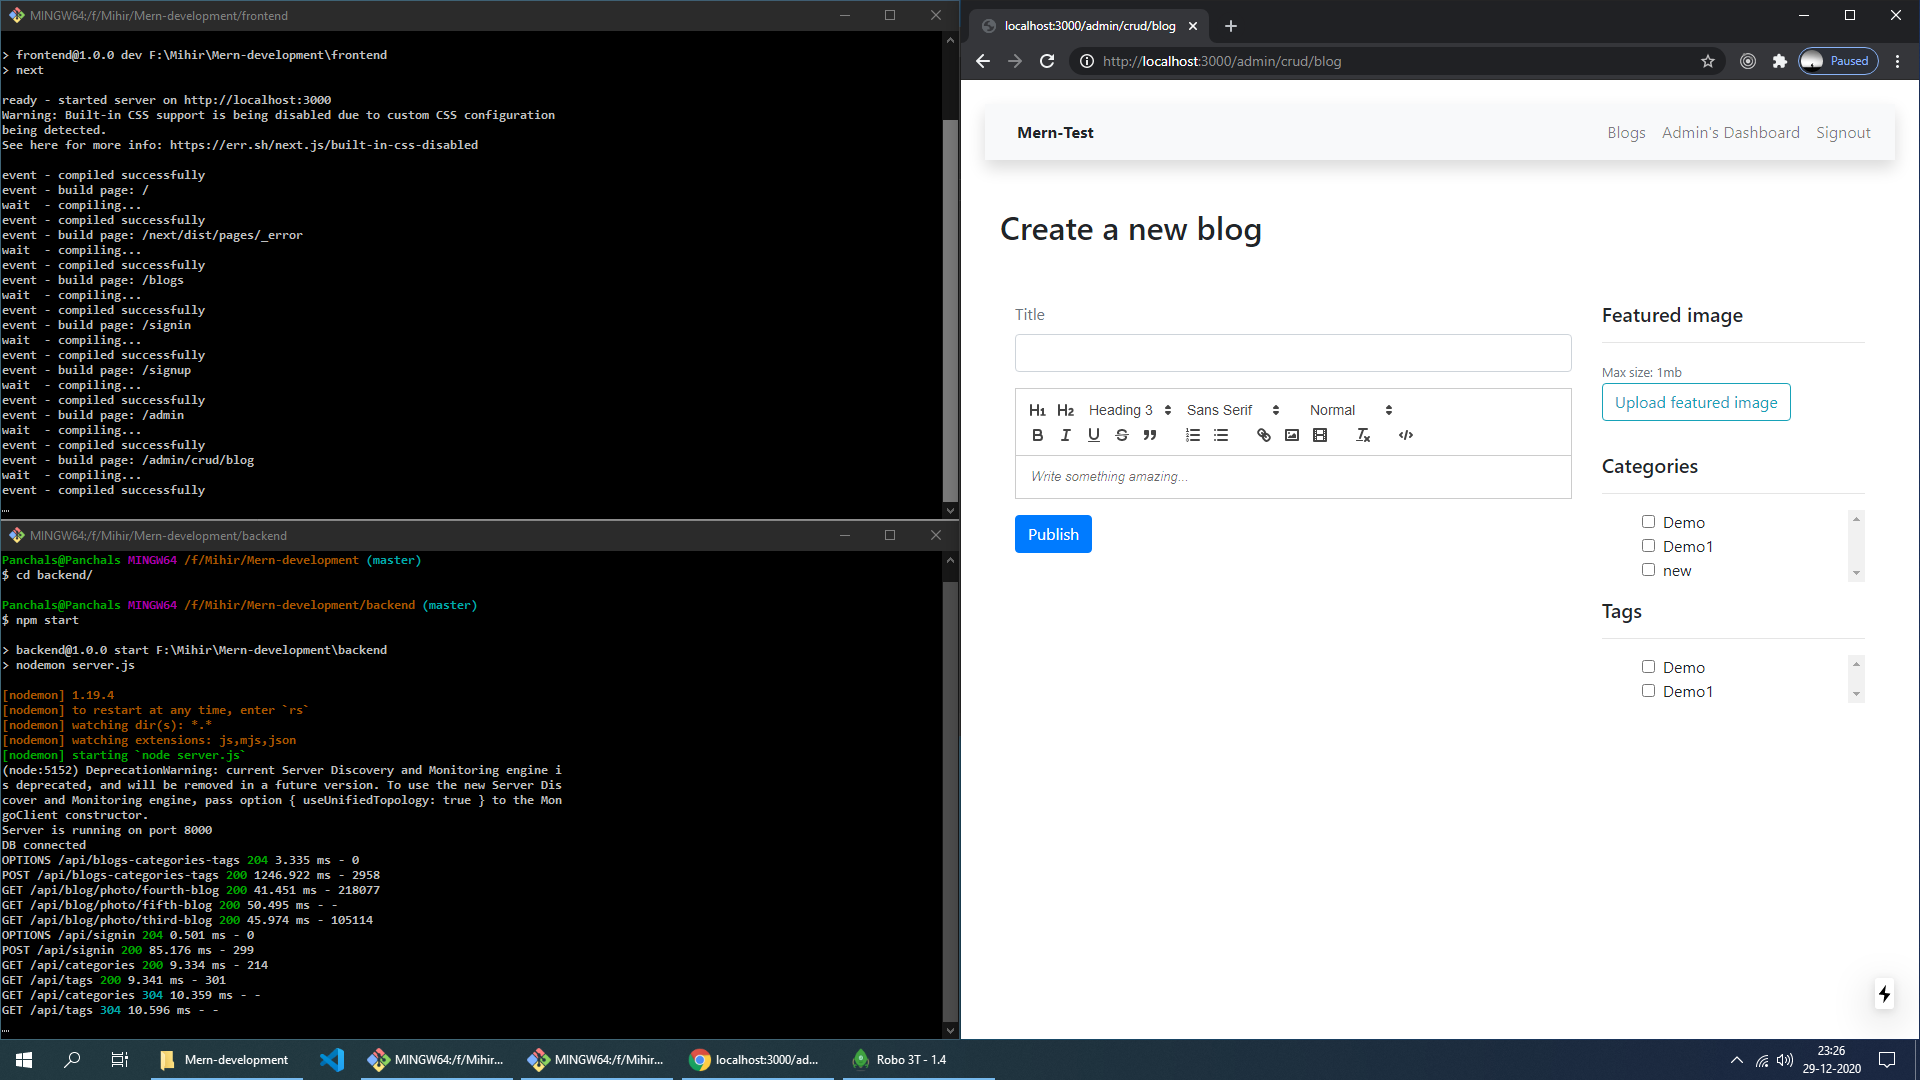 MINGW64:/f/Mihir/Mern-development/frontend
> frontend@1.0.0 dev F:\Mihir\Mern-development\frontend
> next
ready - started server on http://localhost:3000
Warning: Built-in CSS support is being disabled due to custom CSS configuration
being detected.
See here for more info: https://err.sh/next.js/built-in-css-disabled
event - compiled successfully
event - build page: /
wait  - compiling...
event - compiled successfully
event - build page: /next/dist/pages/_error
wait  - compiling...
event - compiled successfully
event - build page: /blogs
wait  - compiling...
event - compiled successfully
event - build page: /signin
wait  - compiling...
event - compiled successfully
event - build page: /signup
wait  - compiling...
event - compiled successfully
event - build page: /admin
wait  - compiling...
event - compiled successfully
event - build page: /admin/crud/blog
wait  - compiling...
event - compiled successfully
MINGW64:/f/Mihir/Mern-development/backend
Panchals@Panchals MINGW64 /f/Mihir/Mern-development (master)
$ cd backend/
Panchals@Panchals MINGW64 /f/Mihir/Mern-development/backend (master)
$ npm start
> backend@1.0.0 start F:\Mihir\Mern-development\backend
> nodemon server.js
[nodemon] 1.19.4
[nodemon] to restart at any time, enter `rs`
[nodemon] watching dir(s): *.*
[nodemon] watching extensions: js,mjs,json
[nodemon] starting `node server.js`
(node:5152) DeprecationWarning: current Server Discovery and Monitoring engine i
s deprecated, and will be removed in a future version. To use the new Server Dis
cover and Monitoring engine, pass option { useUnifiedTopology: true } to the Mon
goClient constructor.
Server is running on port 8000
DB connected
OPTIONS /api/blogs-categories-tags 204 3.335 ms - 0
POST /api/blogs-categories-tags 200 1246.922 ms - 2958
GET /api/blog/photo/fourth-blog 200 41.451 ms - 218077
GET /api/blog/photo/fifth-blog 200 50.495 ms - -
GET /api/blog/photo/third-blog 200 45.974 ms - 105114
OPTIONS /api/signin 204 0.501 ms - 0
POST /api/signin 200 85.176 ms - 299
GET /api/categories 200 9.334 ms - 214
GET /api/tags 200 9.341 ms - 301
GET /api/categories 304 10.359 ms - -
GET /api/tags 304 10.596 ms - -
localhost:3000/admin/crud/blog
http://localhost:3000/admin/crud/blog
Paused
Mern-Test
Blogs Admin's Dashboard Signout
Create a new blog
Title
H1 H2 Heading 3 Sans Serif Normal
B I U S
Write something amazing...
Publish
Featured image
Max size: 1mb
Upload featured image
Categories
Demo
Demo1
new
Tags
Demo
Demo1
Mern-development
MINGW64:/f/Mihir...
MINGW64:/f/Mihir...
localhost:3000/ad...
Robo 3T - 1.4
23:26
29-12-2020